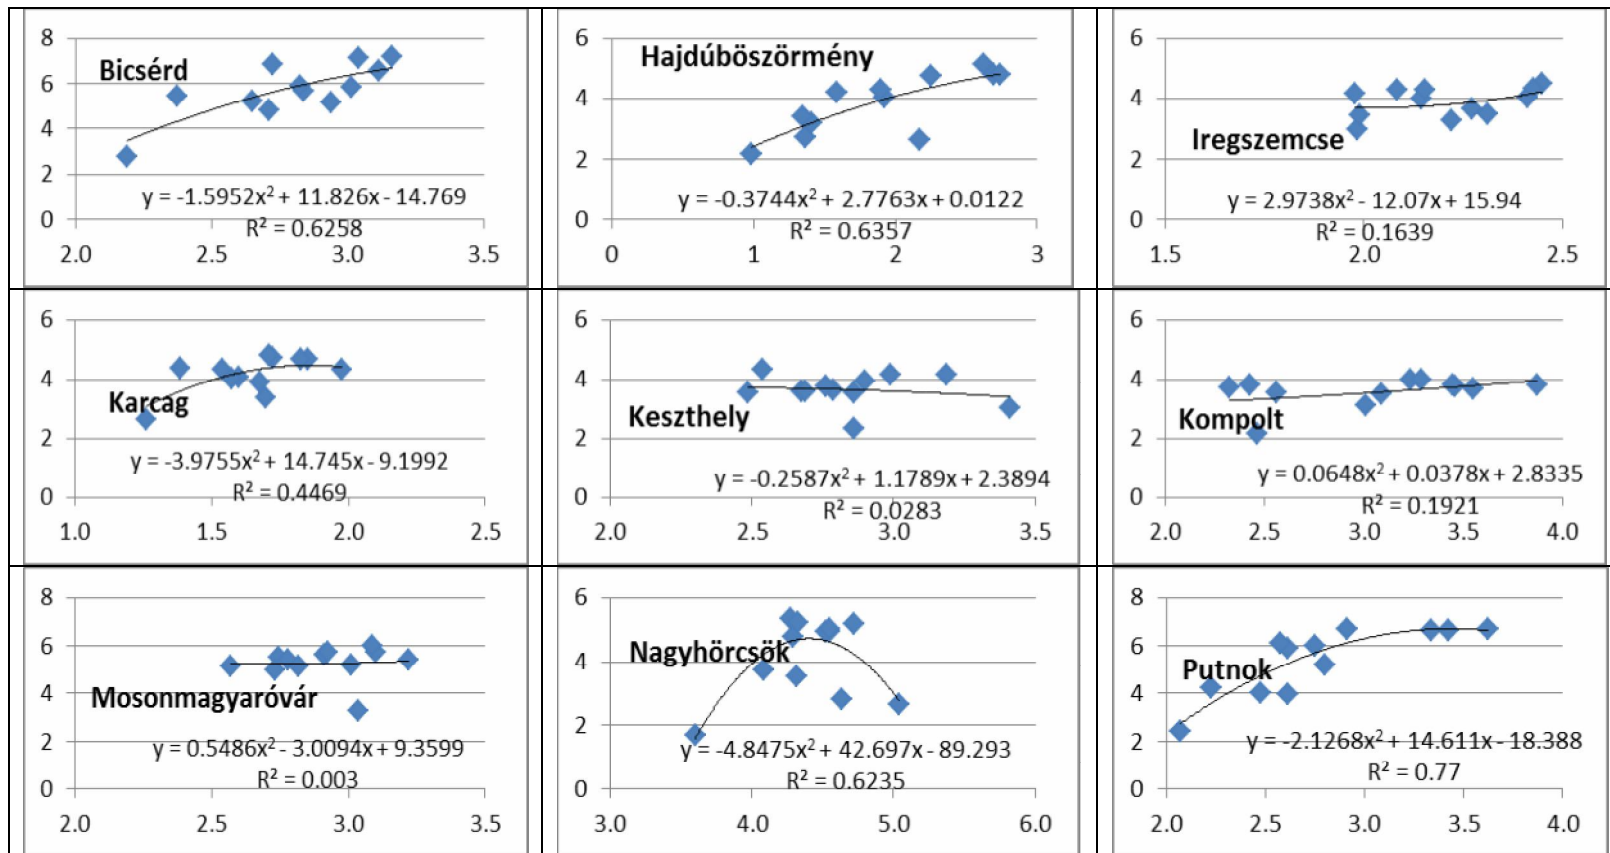 8
6
4
2
0
Bicsérd
y = -1.5952x² + 11.826x - 14.769
R² = 0.6258
2.0 2.5 3.0 3.5
6
4
2
0
Hajdúböszörmény
y = -0.3744x² + 2.7763x + 0.0122
R² = 0.6357
0 1 2 3
6
4
2
0
Iregszemcse
y = 2.9738x² - 12.07x + 15.94
R² = 0.1639
1.5 2.0 2.5
6
4
2
0
Karcag
y = -3.9755x² + 14.745x - 9.1992
R² = 0.4469
1.0 1.5 2.0 2.5
6
4
2
0
Keszthely
y = -0.2587x² + 1.1789x + 2.3894
R² = 0.0283
2.0 2.5 3.0 3.5
6
4
2
0
Kompolt
y = 0.0648x² + 0.0378x + 2.8335
R² = 0.1921
2.0 2.5 3.0 3.5 4.0
8
6
4
2
0
Mosonmagyaróvár
y = 0.5486x² - 3.0094x + 9.3599
R² = 0.003
2.0 2.5 3.0 3.5
6
4
2
0
Nagyhörcsök
y = -4.8475x² + 42.697x - 89.293
R² = 0.6235
3.0 4.0 5.0 6.0
8
6
4
2
0
Putnok
y = -2.1268x² + 14.611x - 18.388
R² = 0.77
2.0 2.5 3.0 3.5 4.0